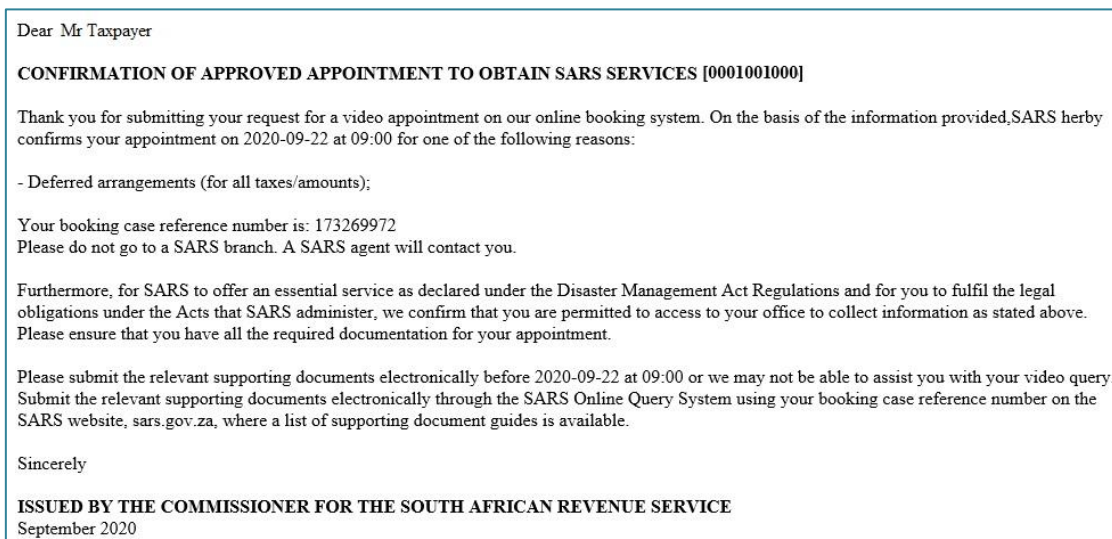 Dear Mr Taxpayer
CONFIRMATION OF APPROVED APPOINTMENT TO OBTAIN SARS SERVICES [0001001000]
Thank you for submitting your request for a video appointment on our online booking system. On the basis of the information provided,SARS herby
confirms your appointment on 2020-09-22 at 09:00 for one of the following reasons:
- Deferred arrangements (for all taxes/amounts);
Your booking case reference number is: 173269972
Please do not go to a SARS branch. A SARS agent will contact you.
Furthermore, for SARS to offer an essential service as declared under the Disaster Management Act Regulations and for you to fulfil the legal
obligations under the Acts that SARS administer, we confirm that you are permitted to access to your office to collect information as stated above.
Please ensure that you have all the required documentation for your appointment.
Please submit the relevant supporting documents electronically before 2020-09-22 at 09:00 or we may not be able to assist you with your video query
Submit the relevant supporting documents electronically through the SARS Online Query System using your booking case reference number on the
SARS website, sars.gov.za, where a list of supporting document guides is available.
Sincerely
ISSUED BY THE COMMISSIONER FOR THE SOUTH AFRICAN REVENUE SERVICE
September 2020